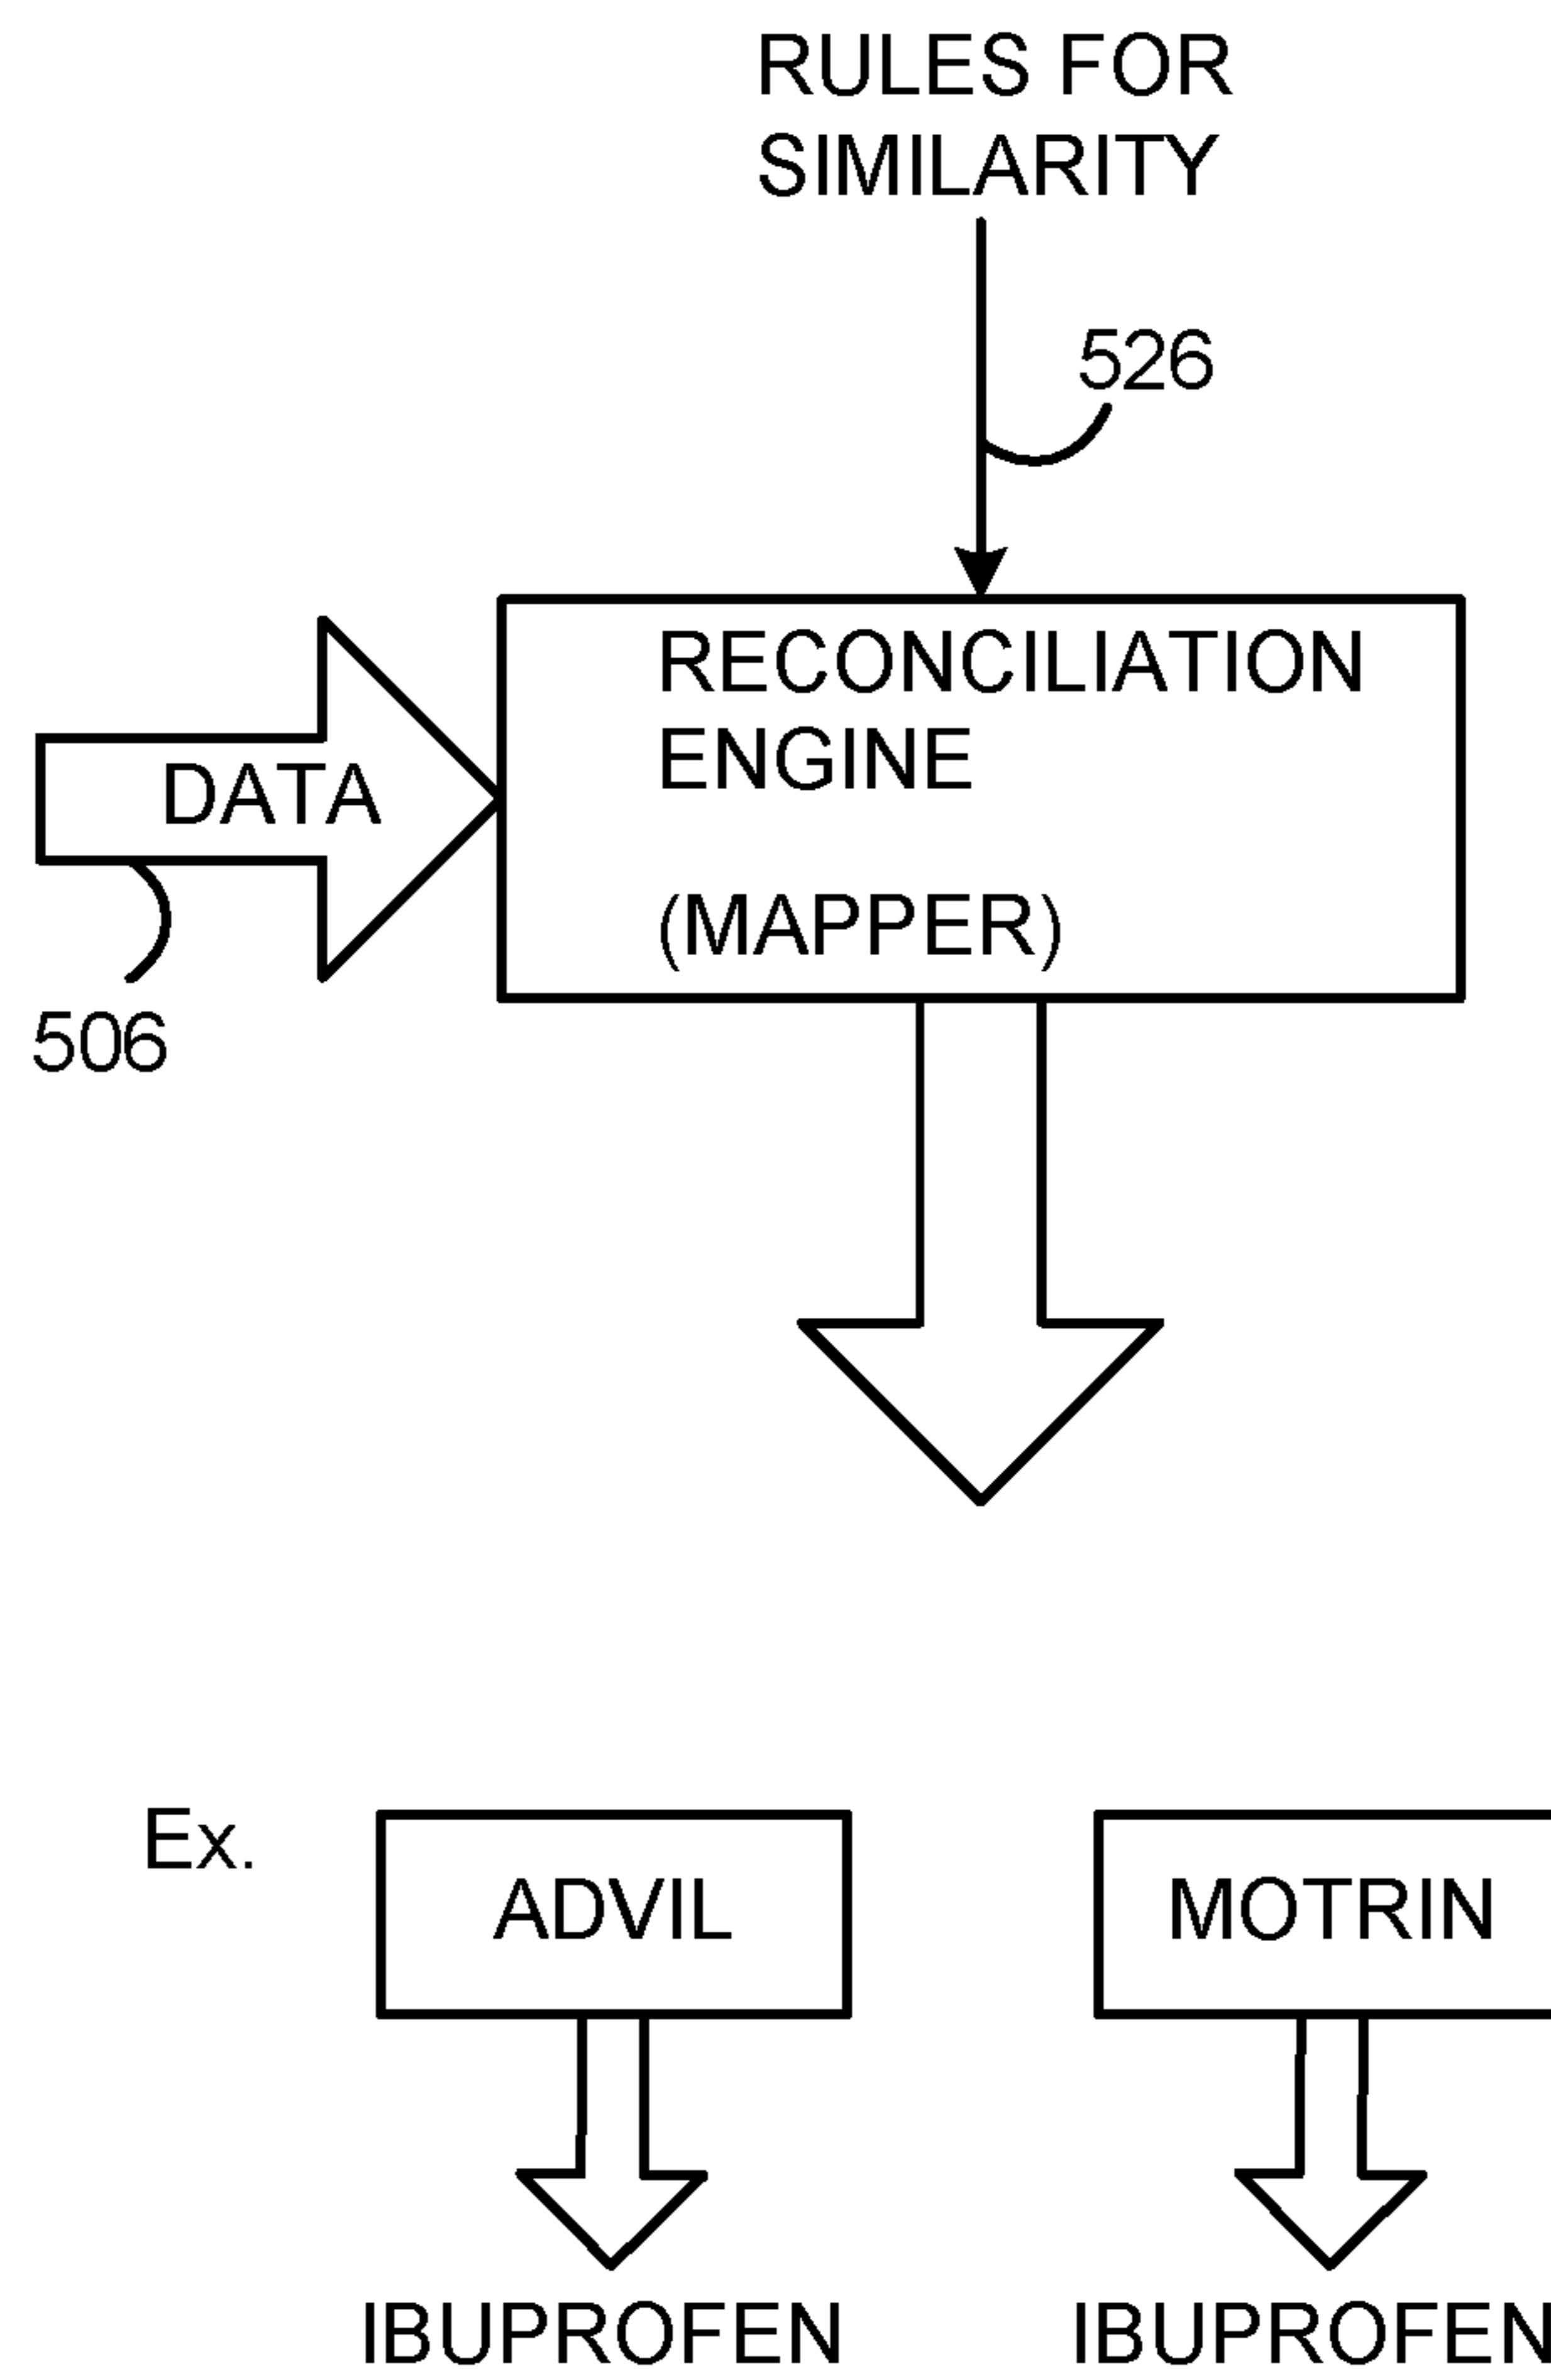 RULES FOR
SIMILARITY
526
RECONCILIATION
ENGINE
DATA
(MAPPER)
506
Ex.
ADVIL
MOTRIN
IBUPROFEN
IBUPROFEN